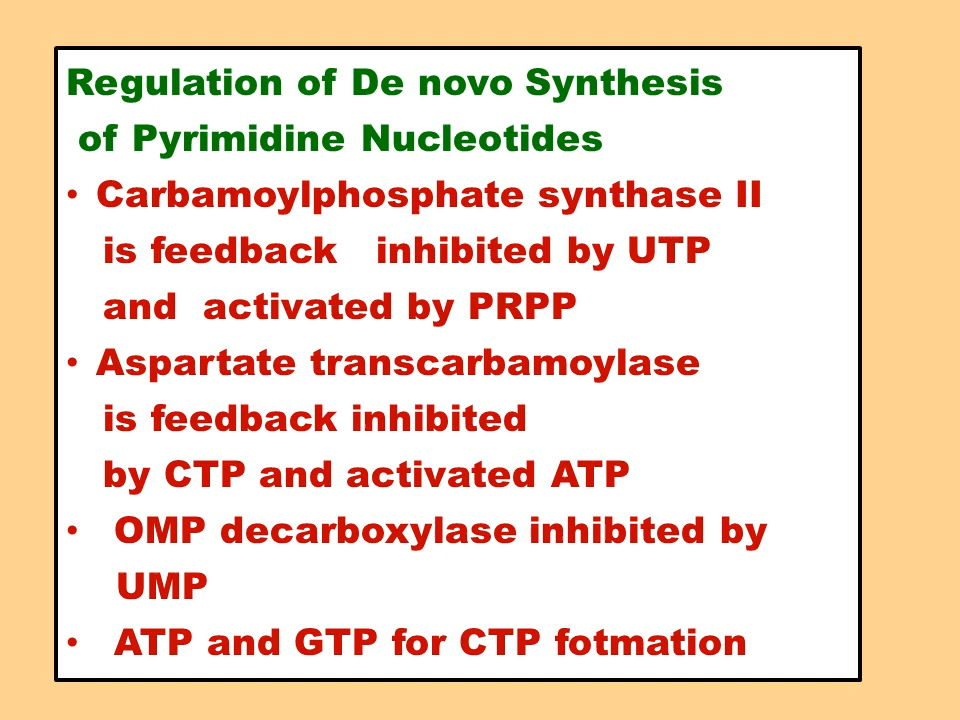 Regulation of De novo Synthesis
of Pyrimidine Nucleotides
• Carbamoylphosphate synthase II
is feedback inhibited by UTP
and activated by PRPP
• Aspartate transcarbamoylase
is feedback inhibited
by CTP and activated ATP
• OMP decarboxylase inhibited by
UMP
• ATP and GTP for CTP fotmation